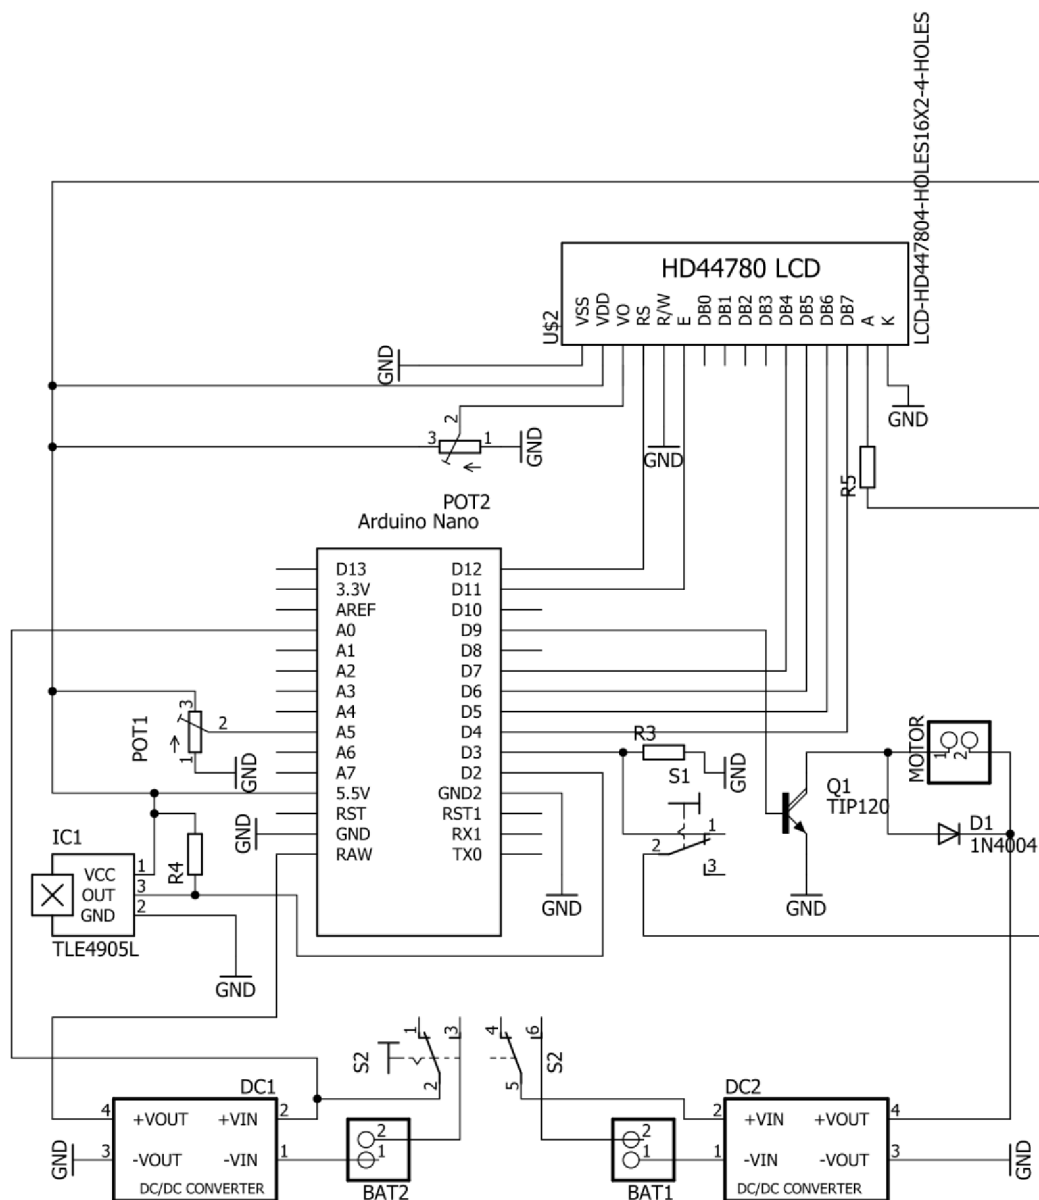 LCD-HD447804-HOLES16X2-4-HOLES
HD44780 LCD
U$2
VSS
VDD
VO
RS
R/W
E
DB0
DB1
DB2
DB3
DB4
DB5
DB6
DB7
A
K
GND
GND
2
3
1
GND
GND
POT2
R5
Arduino Nano
D13
D12
3.3V
D11
AREF
D10
A0
D9
A1
D8
A2
D7
A3
D6
A4
D5
A5
D4
A6
D3
A7
D2
5.5V
GND2
RST
RST1
GND
RX1
RAW
TX0
POT1
3
2
1
GND
GND
R3
GND
S1
1
2
3
MOTOR
1
2
Q1
TIP120
D1
1N4004
GND
GND
IC1
VCC
1
OUT
3
GND
2
TLE4905L
R4
GND
S2
1
3
2
4
6
5
S2
DC1
4
+VOUT
+VIN
2
3
-VOUT
-VIN
1
DC/DC CONVERTER
GND
2
1
BAT2
2
1
BAT1
DC2
2
+VIN
+VOUT
4
1
-VIN
-VOUT
3
DC/DC CONVERTER
GND